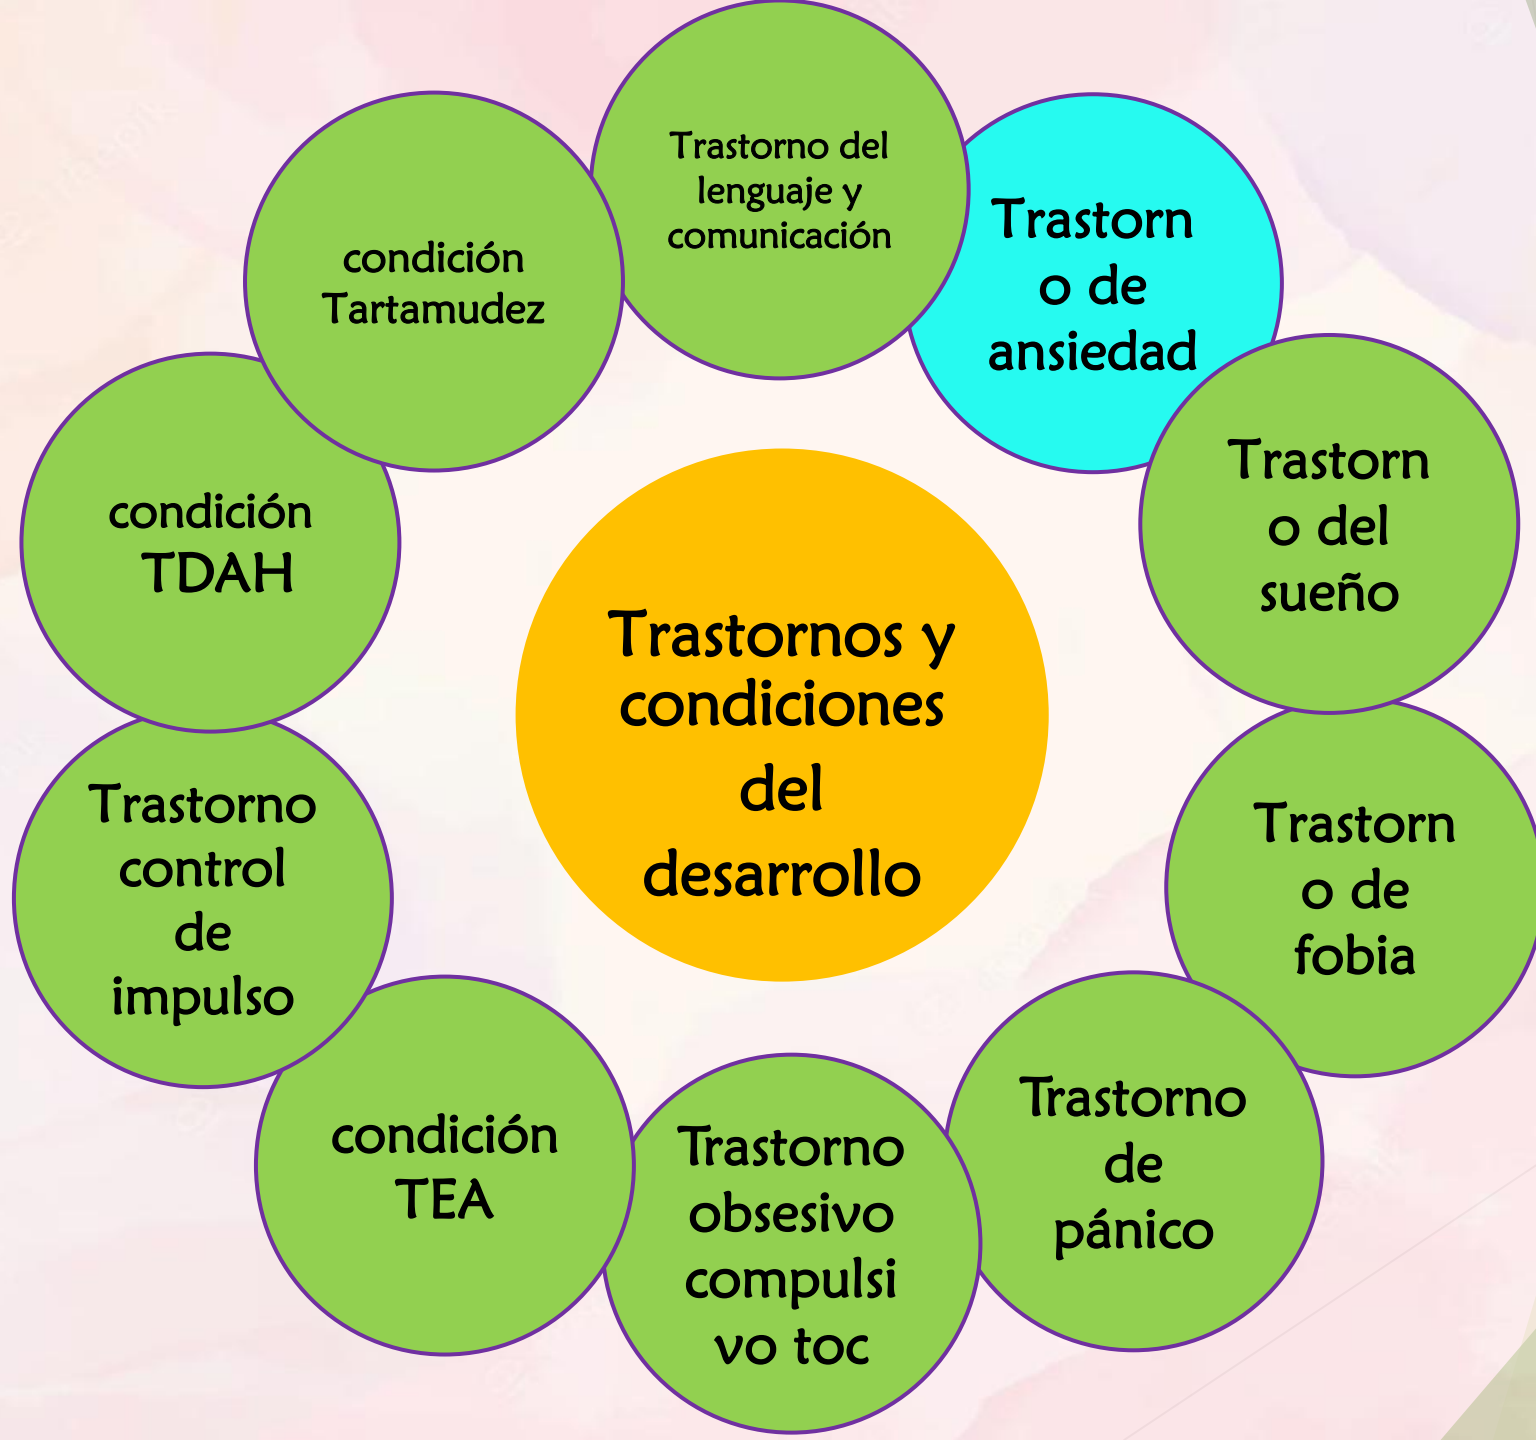 Trastorno del
lenguaje y
comunicación
Trastorn
o de
ansiedad
Trastorn
o del
sueño
Trastorn
o de
fobia
Trastorno
de
pánico
Trastorno
obsesivo
compulsi
vo toc
condición
TEA
Trastorno
control
de
impulso
condición
TDAH
condición
Tartamudez
Trastornos y
condiciones
del
desarrollo